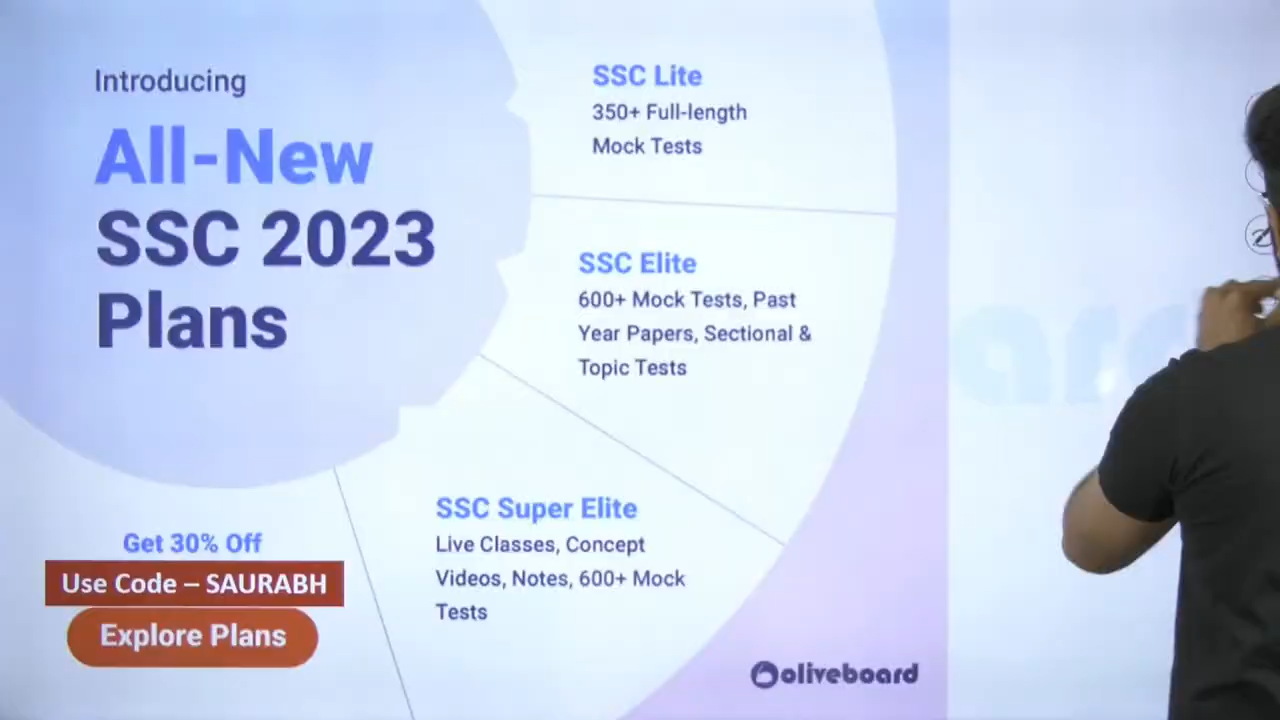 Introducing
All-New
SSC 2023
Plans
SSC Lite
350+ Full-length
Mock Tests
SSC Elite
600+ Mock Tests, Past
Year Papers, Sectional &
Topic Tests
SSC Super Elite
Live Classes, Concept
Videos, Notes, 600+ Mock
Tests
Get 30% Off
Use Code – SAURABH
Explore Plans
oliveboard